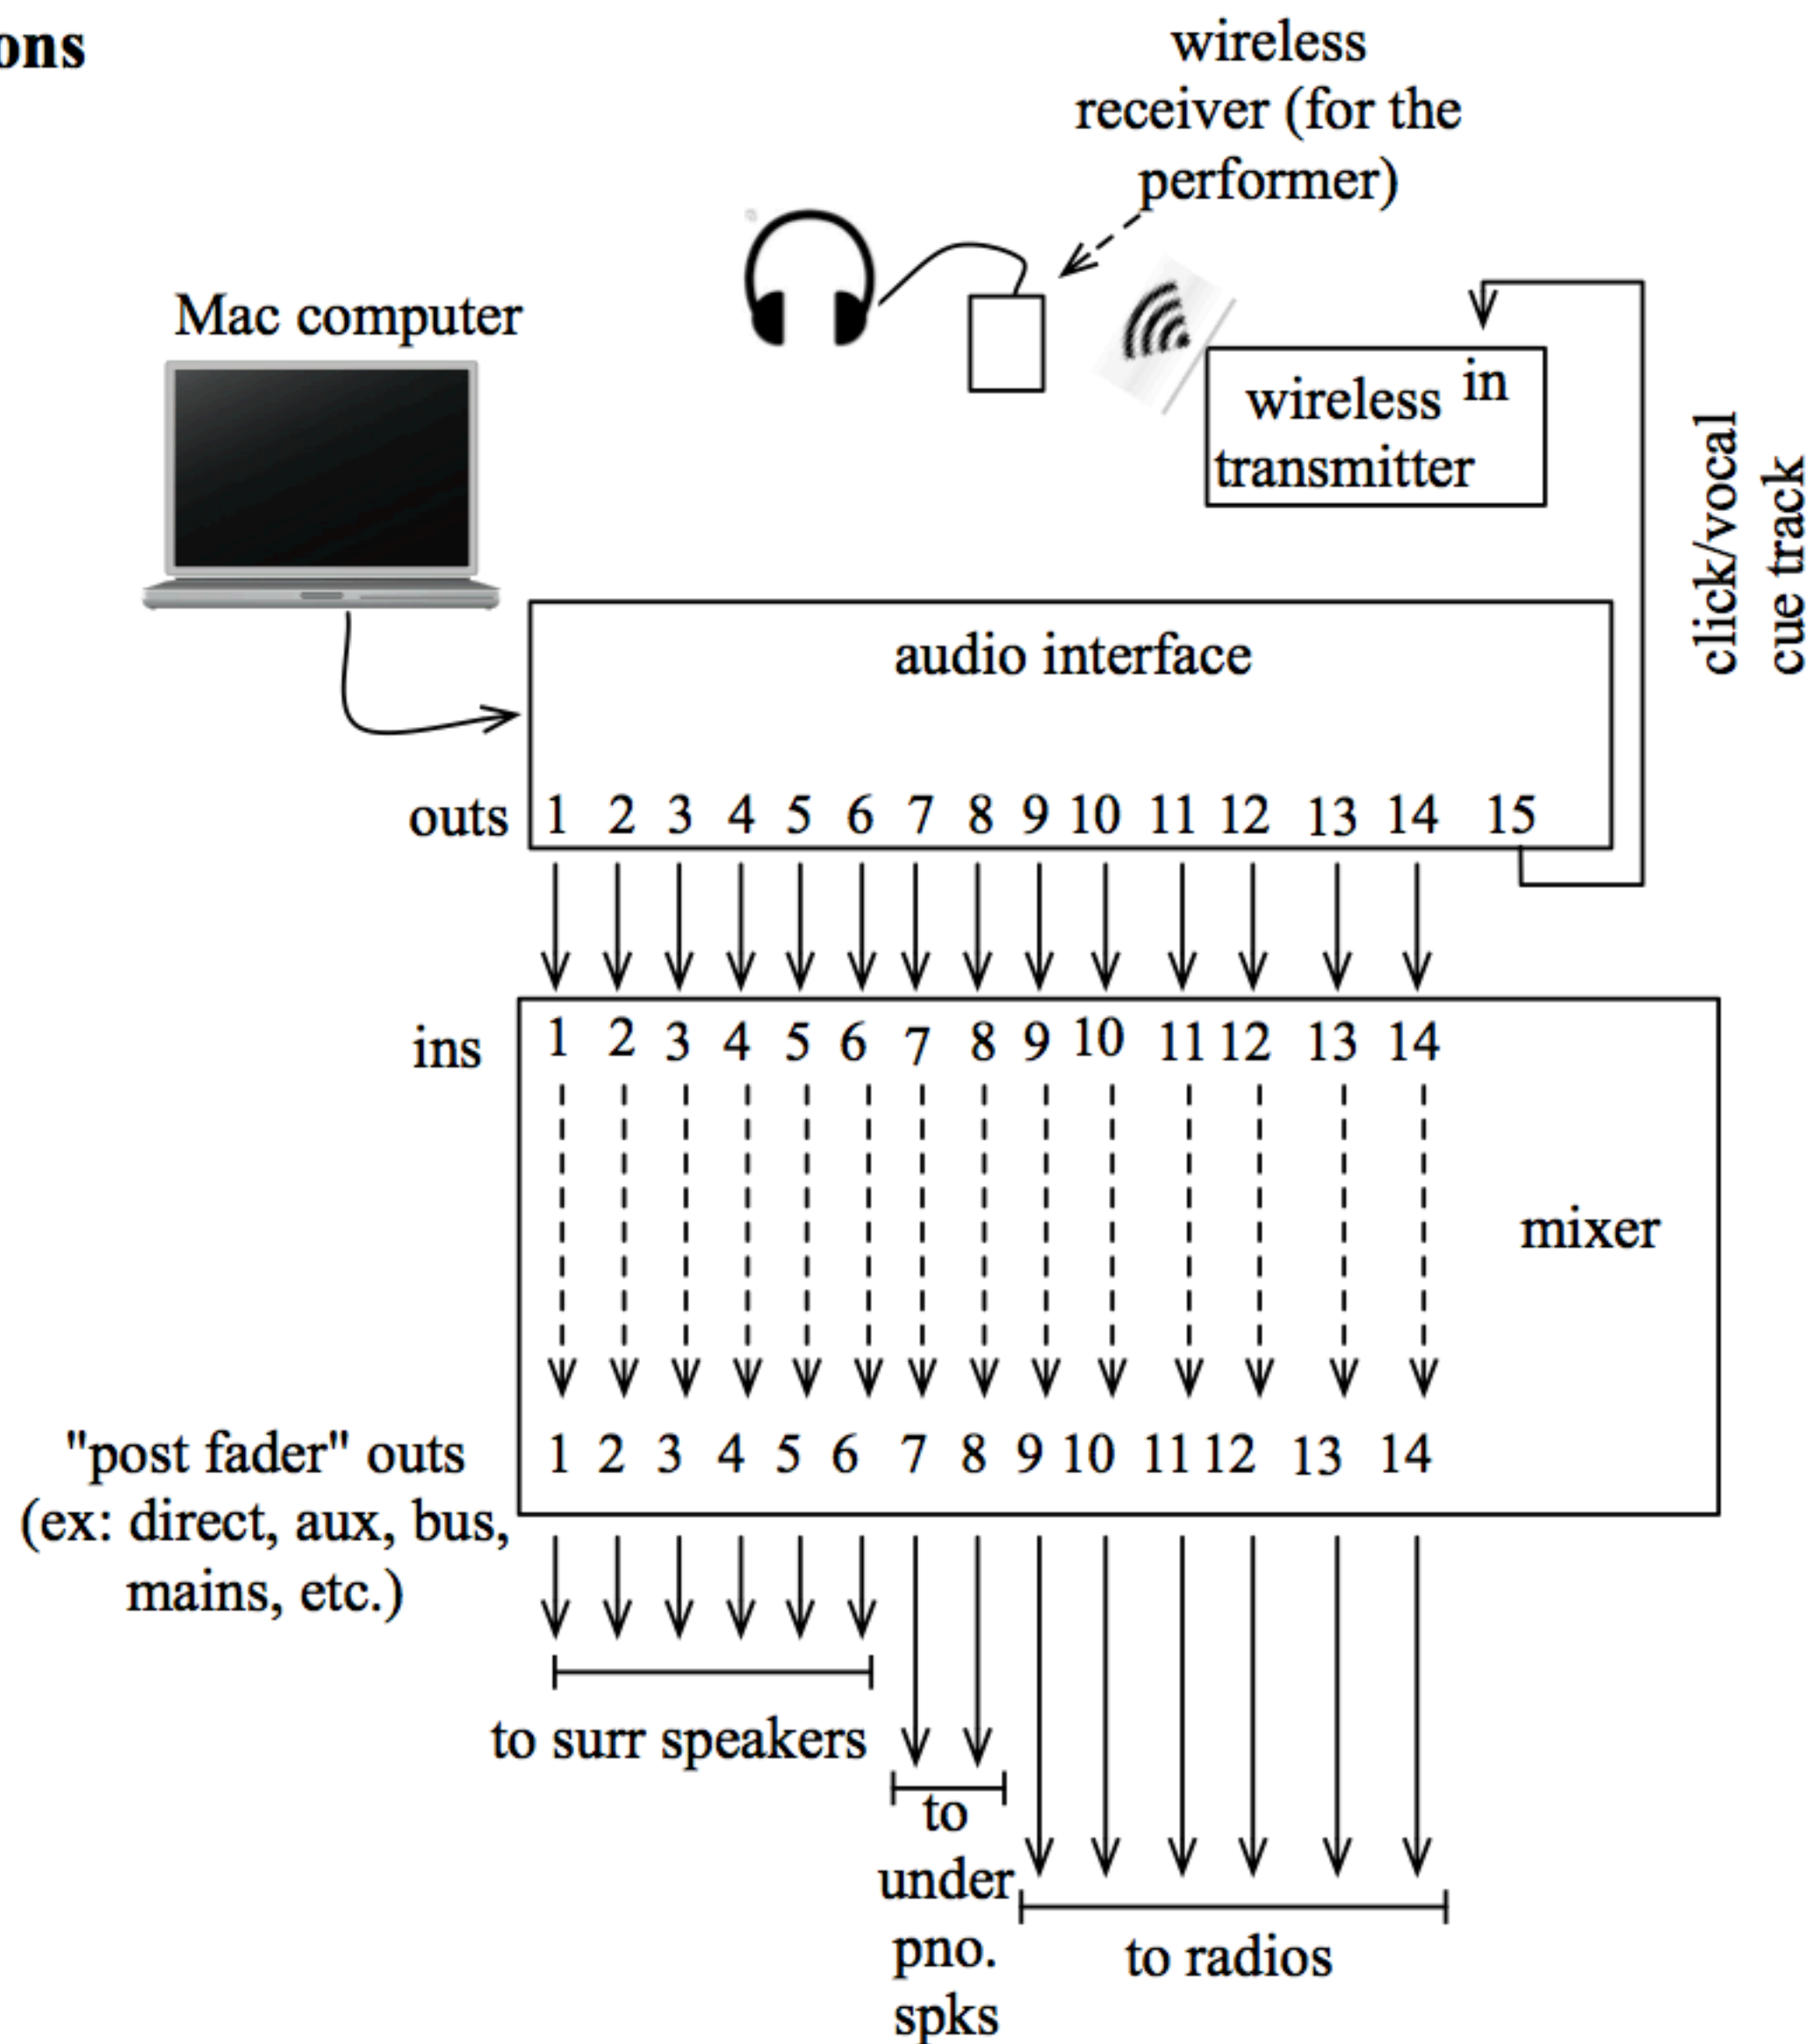 ons
wireless
receiver (for the
performer)
Mac computer
in
wireless
transmitter
click/vocal
cue track
audio interface
outs 1 2 3 4 5 6 7 8 9 10 11 12 13 14 15
ins 1 2 3 4 5 6 7 8 9 10 11 12 13 14
mixer
"post fader" outs 1 2 3 4 5 6 7 8 9 10 11 12 13 14
(ex: direct, aux, bus,
mains, etc.)
to surr speakers
to
under
pno.
spks
to radios